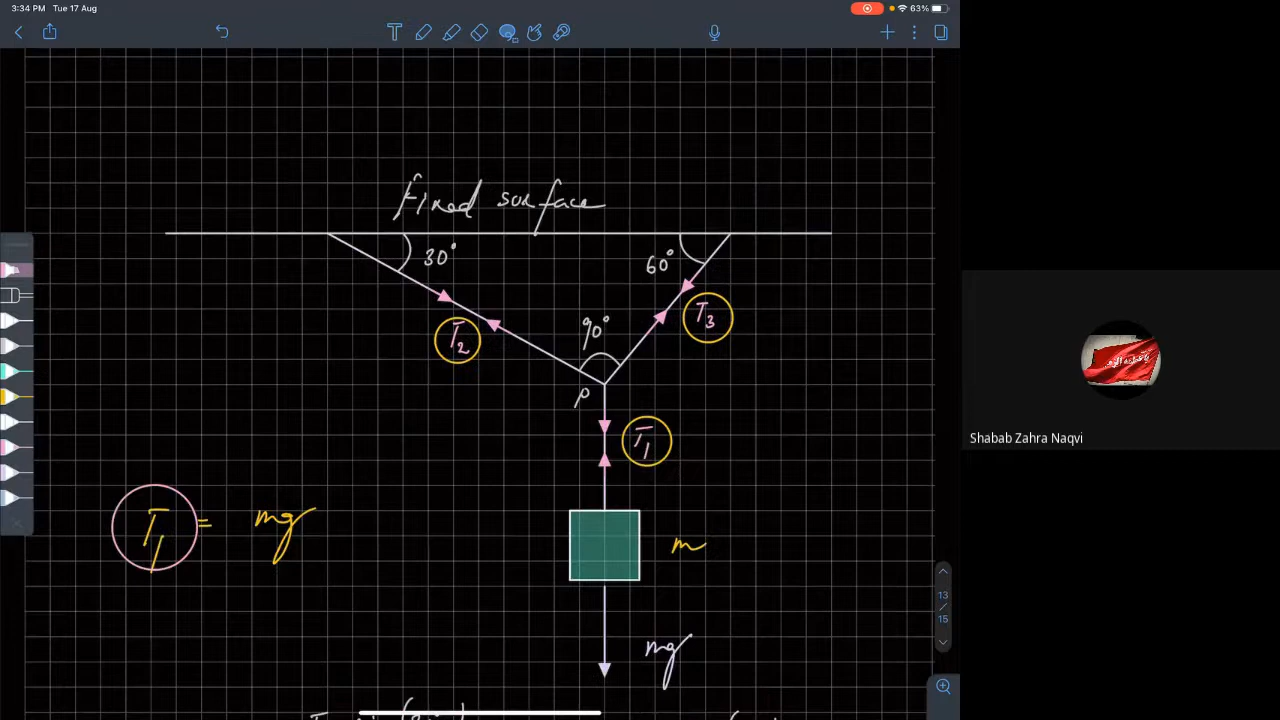 3:34 PM Tue 17 Aug
63%
Fixed surface
30°
60°
T3
90°
T2
P
T1
T1 = mg
m
mg
13
/
15
Shabab Zahra Naqvi